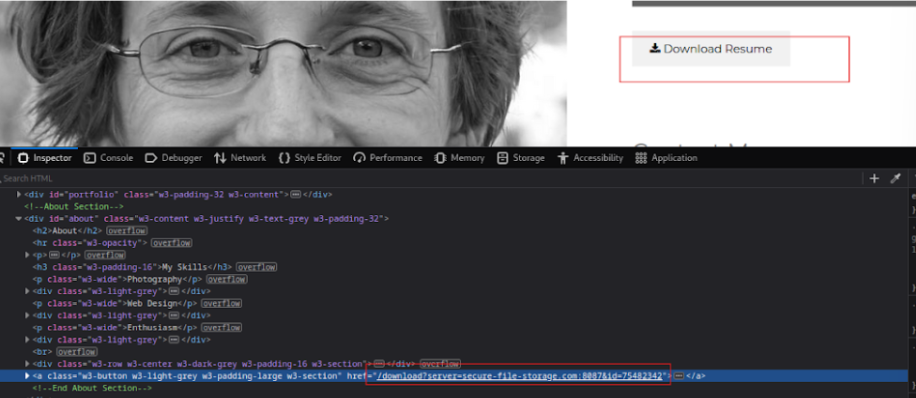 Download Resume
Inspector Console Debugger Network Style Editor Performance Memory Storage Accessibility Application
Search HTML
<div id="portfolio" class="w3-padding-32 w3-content"></div>
<!--About Section-->
<div id="about" class="w3-content w3-justify w3-text-grey w3-padding-32">
<h2>About</h2> overflow
<hr class="w3-opacity"> overflow
<p></p> overflow
<h3 class="w3-padding-16">My Skills</h3> overflow
<p class="w3-wide">Photography</p> overflow
<div class="w3-light-grey"></div>
<p class="w3-wide">Web Design</p> overflow
<div class="w3-light-grey"></div>
<p class="w3-wide">Enthusiasm</p> overflow
<div class="w3-light-grey"></div>
<br> overflow
<div class="w3-row w3-center w3-dark-grey w3-padding-16 w3-section"></div> overflow
<a class="w3-button w3-light-grey w3-padding-large w3-section" href="/download?server=secure-file-storage.com:8087&id=75482342"></a>
<!--End About Section-->